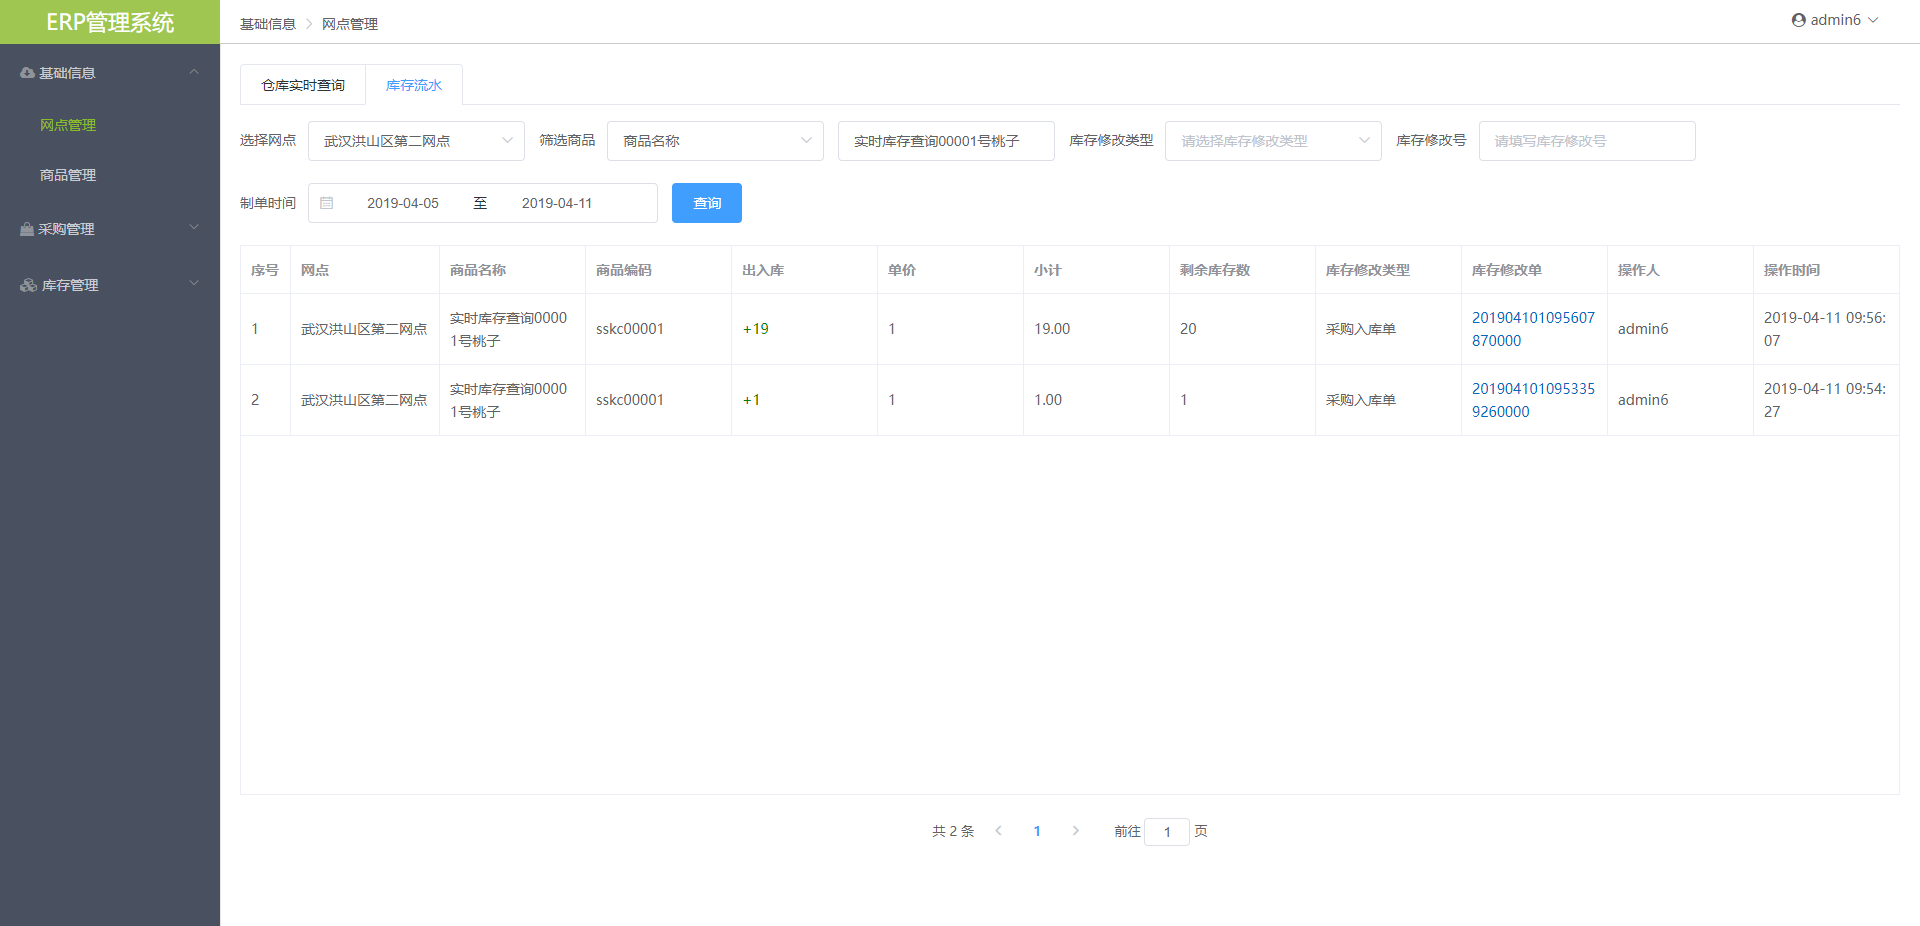 ERP管理系统
基础信息 网点管理
admin6
基础信息
网点管理
商品管理
采购管理
库存管理
仓库实时查询 库存流水
选择网点 武汉洪山区第二网点 筛选商品 商品名称 实时库存查询00001号桃子 库存修改类型 请选择库存修改类型 库存修改号 请填写库存修改号
制单时间 2019-04-05 至 2019-04-11 查询
序号 网点 商品名称 商品编码 出入库 单价 小计 剩余库存数 库存修改类型 库存修改单 操作人 操作时间
1 武汉洪山区第二网点 实时库存查询0000 sskc00001 +19 1 19.00 20 采购入库单 201904101095607 admin6 2019-04-11 09:56:
1号桃子 870000 07
2 武汉洪山区第二网点 实时库存查询0000 sskc00001 +1 1 1.00 1 采购入库单 201904101095335 admin6 2019-04-11 09:54:
1号桃子 9260000 27
共 2 条 1 前往 1 页